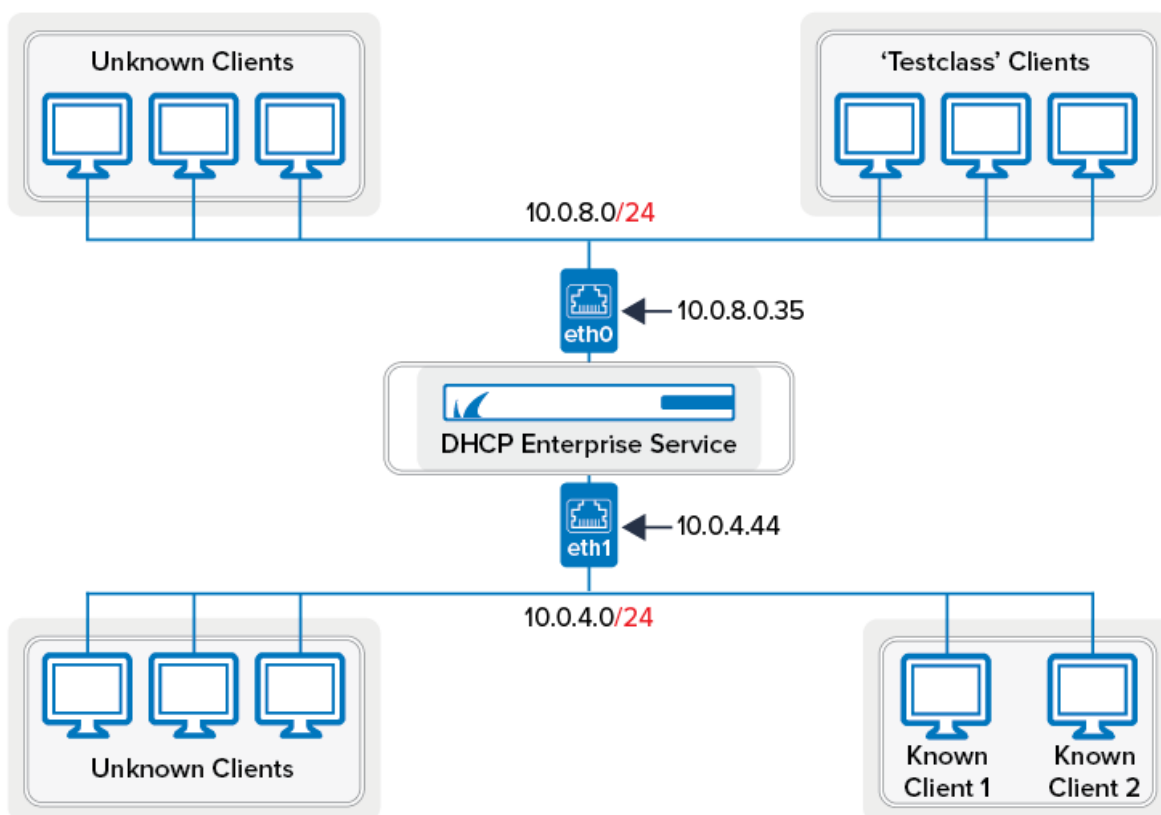 Unknown Clients
‘Testclass’ Clients
10.0.8.0/24
eth0
10.0.8.0.35
DHCP Enterprise Service
eth1
10.0.4.44
10.0.4.0/24
Unknown Clients
Known
Client 1
Known
Client 2